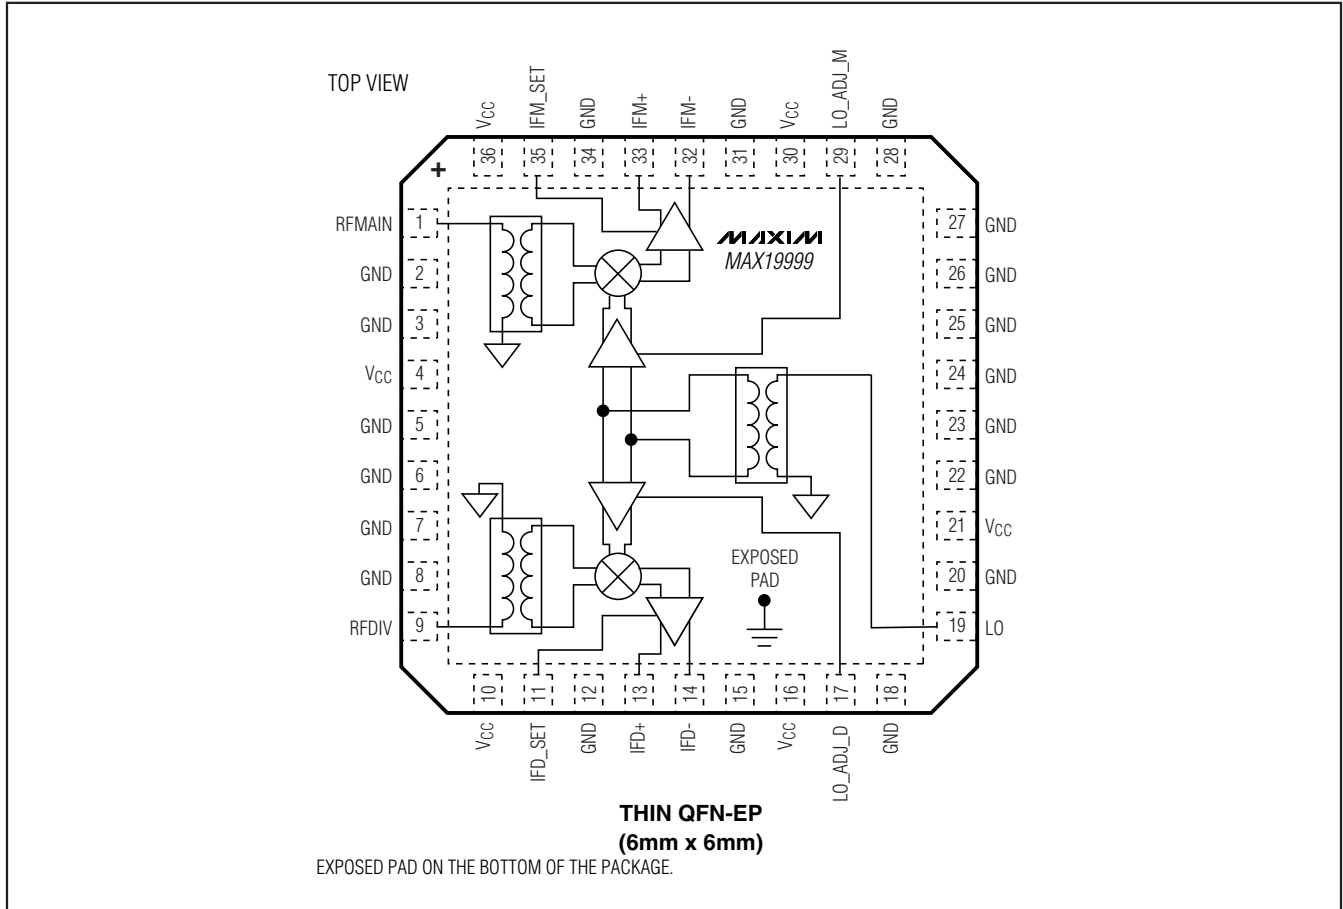 TOP VIEW
VCC
IFM_SET
GND
IFM+
IFM-
GND
VCC
LO_ADJ_M
GND
36
35
34
33
32
31
30
29
28
+
RFMAIN 1
GND 2
GND 3
VCC 4
GND 5
GND 6
GND 7
GND 8
RFDIV 9
MAXIM
MAX19999
EXPOSED
PAD
27 GND
26 GND
25 GND
24 GND
23 GND
22 GND
21 VCC
20 GND
19 LO
10
11
12
13
14
15
16
17
18
VCC
IFD_SET
GND
IFD+
IFD-
GND
VCC
LO_ADJ_D
GND
THIN QFN-EP
(6mm x 6mm)
EXPOSED PAD ON THE BOTTOM OF THE PACKAGE.